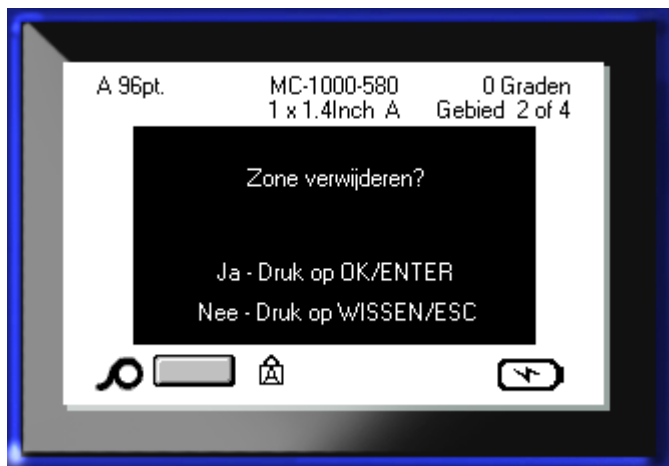 A 96pt. MC-1000-580 0 Graden
1 x 1.4Inch A Gebied 2 of 4
Zone verwijderen?
Ja - Druk op OK/ENTER
Nee - Druk op WISSEN/ESC
A